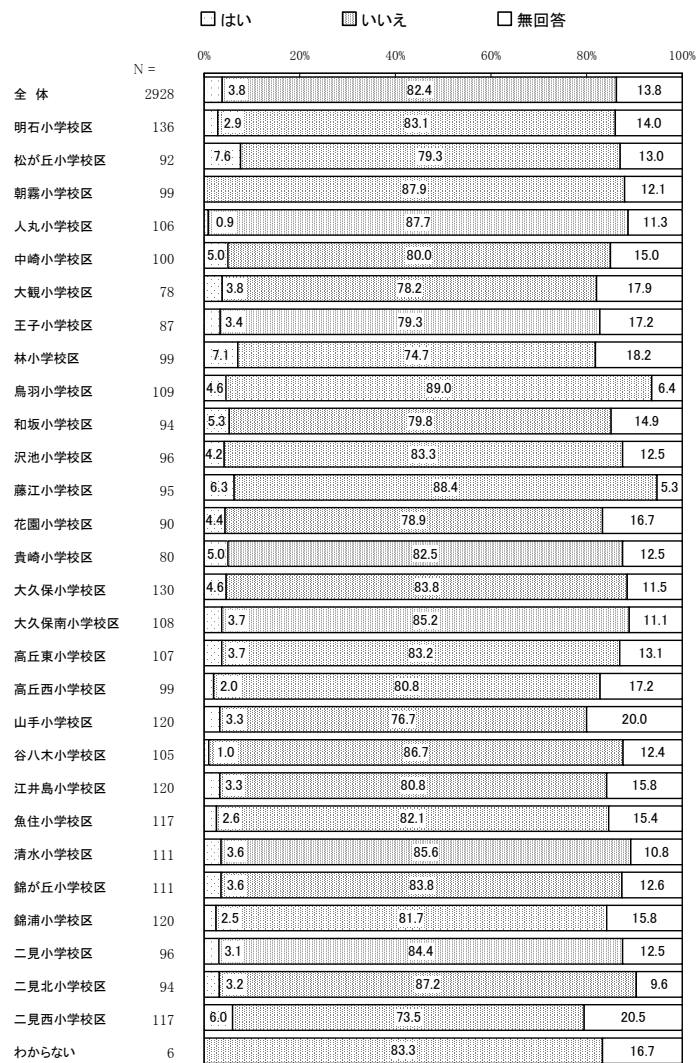 はい いいえ 無回答
N = 0% 20% 40% 60% 80% 100%
全 体 2928 3.8 82.4 13.8
明石小学校区 136 2.9 83.1 14.0
松が丘小学校区 92 7.6 79.3 13.0
朝霧小学校区 99 87.9 12.1
人丸小学校区 106 0.9 87.7 11.3
中崎小学校区 100 5.0 80.0 15.0
大観小学校区 78 3.8 78.2 17.9
王子小学校区 87 3.4 79.3 17.2
林小学校区 99 7.1 74.7 18.2
鳥羽小学校区 109 4.6 89.0 6.4
和坂小学校区 94 5.3 79.8 14.9
沢池小学校区 96 4.2 83.3 12.5
藤江小学校区 95 6.3 88.4 5.3
花園小学校区 90 4.4 78.9 16.7
貴崎小学校区 80 5.0 82.5 12.5
大久保小学校区 130 4.6 83.8 11.5
大久保南小学校区 108 3.7 85.2 11.1
高丘東小学校区 107 3.7 83.2 13.1
高丘西小学校区 99 2.0 80.8 17.2
山手小学校区 120 3.3 76.7 20.0
谷八木小学校区 105 1.0 86.7 12.4
江井島小学校区 120 3.3 80.8 15.8
魚住小学校区 117 2.6 82.1 15.4
清水小学校区 111 3.6 85.6 10.8
錦が丘小学校区 111 3.6 83.8 12.6
錦浦小学校区 120 2.5 81.7 15.8
二見小学校区 96 3.1 84.4 12.5
二見北小学校区 94 3.2 87.2 9.6
二見西小学校区 117 6.0 73.5 20.5
わからない 6 83.3 16.7